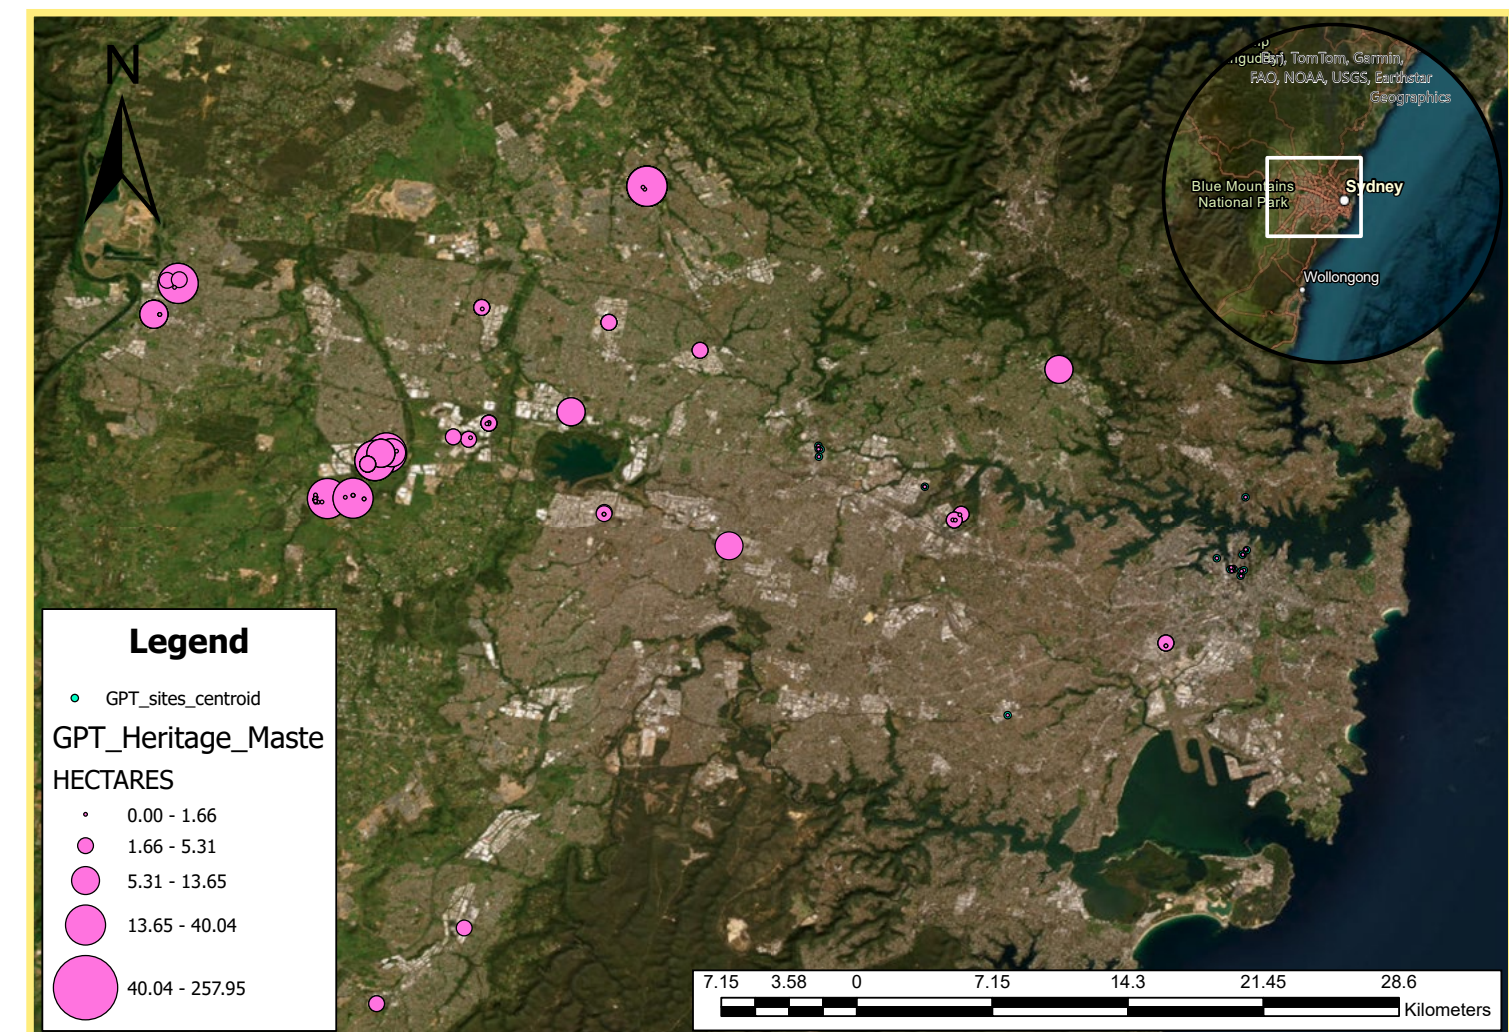 N
Esri, TomTom, Garmin,
FAO, NOAA, USGS, Earthstar
Geographics
Blue Mountains
National Park
Sydney
Wollongong
Legend
GPT_sites_centroid
GPT_Heritage_Maste
HECTARES
0.00 - 1.66
1.66 - 5.31
5.31 - 13.65
13.65 - 40.04
40.04 - 257.95
7.15 3.58 0 7.15 14.3 21.45 28.6
Kilometers